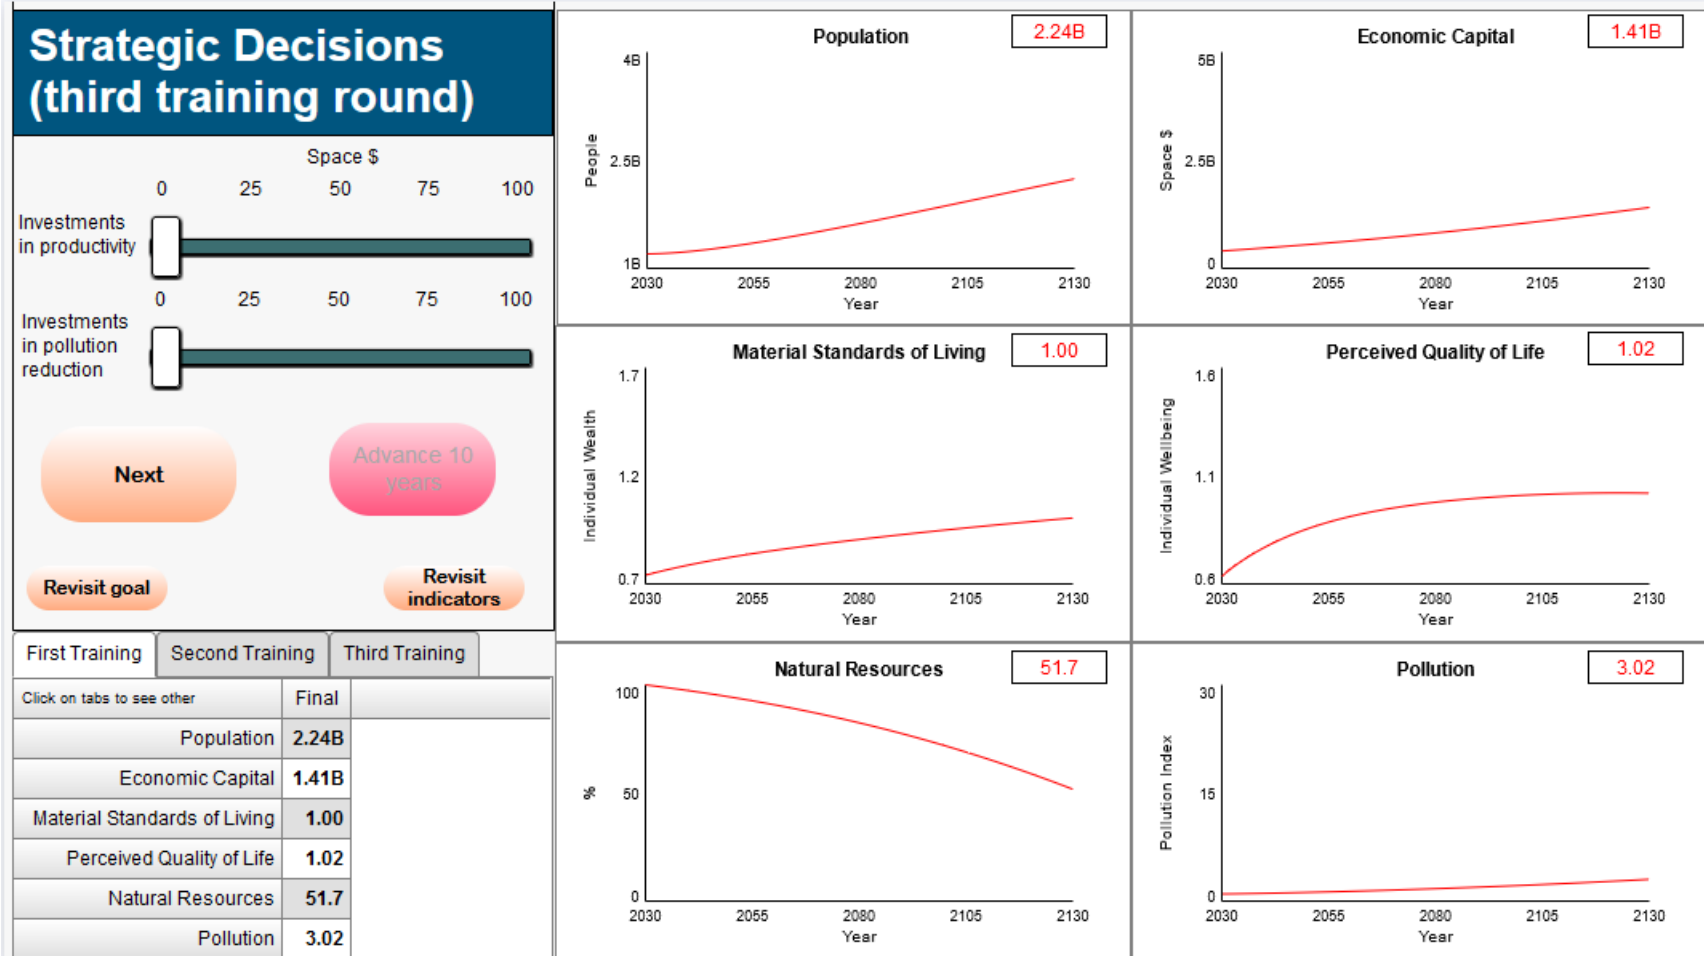 Strategic Decisions
(third training round)
Space $
0 25 50 75 100
Investments
in productivity
0 25 50 75 100
Investments
in pollution
reduction
Next
Advance 10
years
Revisit goal
Revisit
indicators
First Training Second Training Third Training
Click on tabs to see other Final
Population 2.24B
Economic Capital 1.41B
Material Standards of Living 1.00
Perceived Quality of Life 1.02
Natural Resources 51.7
Pollution 3.02
Population 2.24B
4B
2.5B
1B
People
2030 2055 2080 2105 2130
Year
Economic Capital 1.41B
5B
2.5B
0
Space $
2030 2055 2080 2105 2130
Year
Material Standards of Living 1.00
1.7
1.2
0.7
Individual Wealth
2030 2055 2080 2105 2130
Year
Perceived Quality of Life 1.02
1.6
1.1
0.6
Individual Wellbeing
2030 2055 2080 2105 2130
Year
Natural Resources 51.7
100
50
0
%
2030 2055 2080 2105 2130
Year
Pollution 3.02
30
15
0
Pollution Index
2030 2055 2080 2105 2130
Year